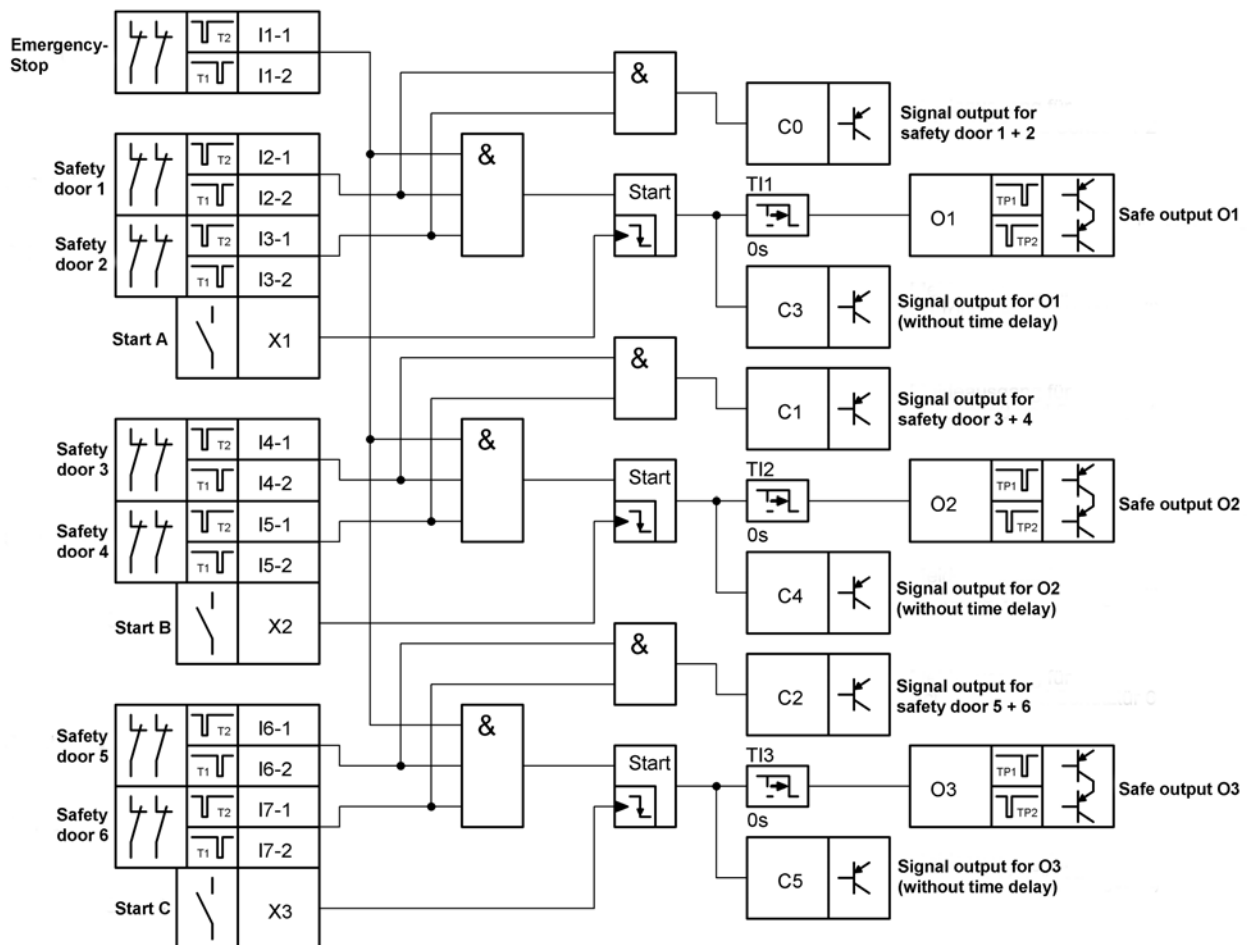 Emergency-
Stop
T2
I1-1
T1
I1-2
&
C0
Signal output for
safety door 1 + 2
Safety
door 1
T2
I2-1
T1
I2-2
&
Start
TI1
0s
O1
TP1
TP2
Safe output O1
Safety
door 2
T2
I3-1
T1
I3-2
C3
Signal output for O1
(without time delay)
Start A
X1
&
C1
Signal output for
safety door 3 + 4
Safety
door 3
T2
I4-1
T1
I4-2
&
Start
TI2
0s
O2
TP1
TP2
Safe output O2
Safety
door 4
T2
I5-1
T1
I5-2
C4
Signal output for O2
(without time delay)
Start B
X2
&
C2
Signal output for
safety door 5 + 6
Safety
door 5
T2
I6-1
T1
I6-2
&
Start
TI3
0s
O3
TP1
TP2
Safe output O3
Safety
door 6
T2
I7-1
T1
I7-2
C5
Signal output for O3
(without time delay)
Start C
X3